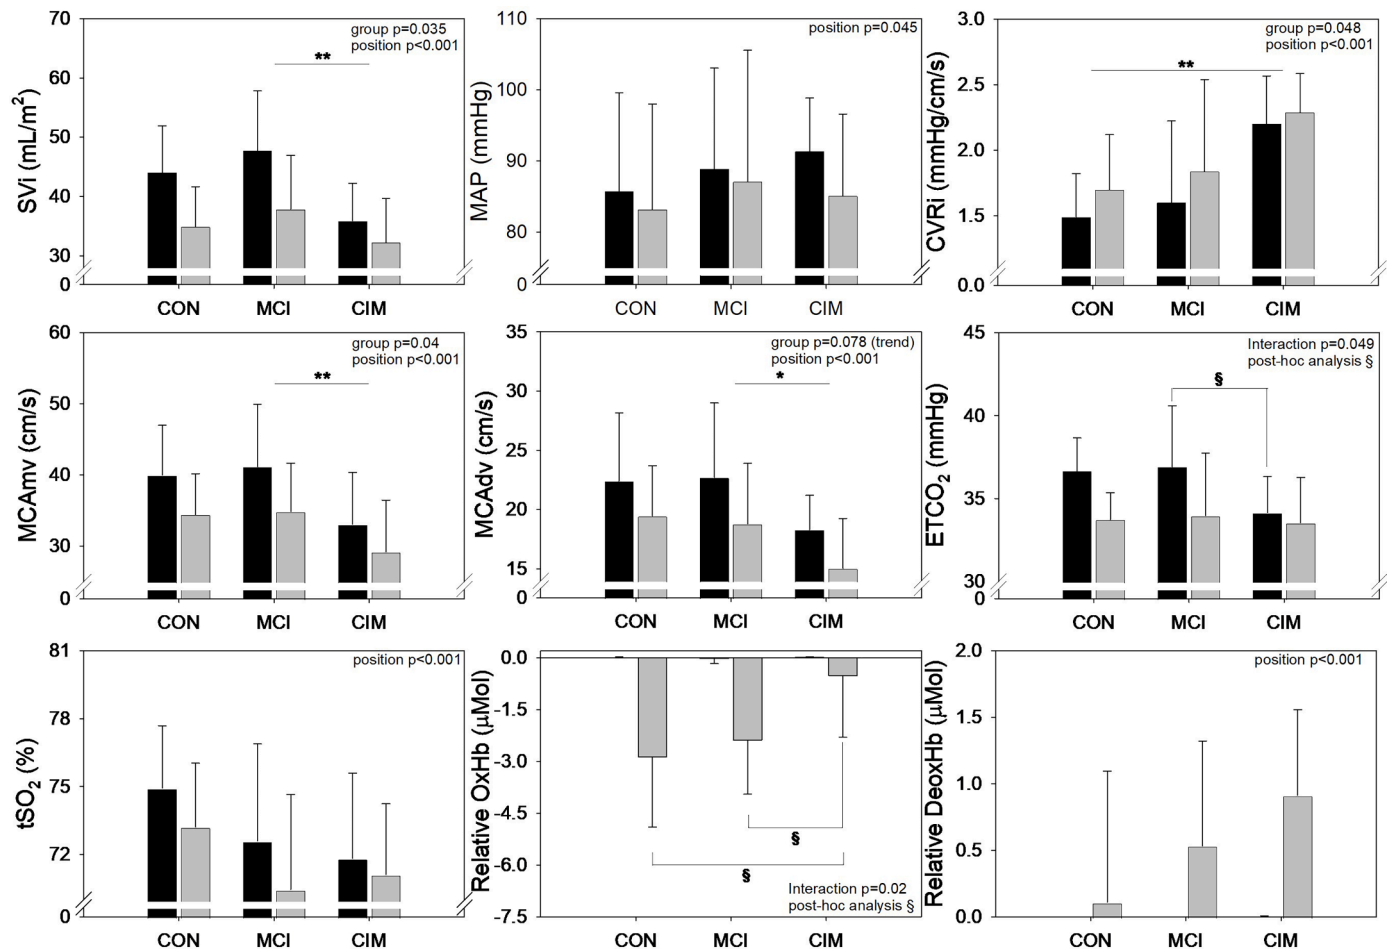 70
60
50
40
30
0
SVi (mL/m²)
group p=0.035
position p<0.001
**
CON MCI CIM
110
100
90
80
0
MAP (mmHg)
position p=0.045
CON MCI CIM
3.0
2.5
2.0
1.5
0.0
CVRi (mmHg/cm/s)
group p=0.048
position p<0.001
**
CON MCI CIM
60
50
40
30
0
MCAmv (cm/s)
group p=0.04
position p<0.001
**
CON MCI CIM
35
30
25
20
15
0
MCAdv (cm/s)
group p=0.078 (trend)
position p<0.001
*
CON MCI CIM
45
40
35
30
0
ETCO₂ (mmHg)
Interaction p=0.049
post-hoc analysis §
§
CON MCI CIM
81
78
75
72
0
tSO₂ (%)
position p<0.001
CON MCI CIM
0.0
-1.5
-3.0
-4.5
-6.0
-7.5
Relative OxHb (µMol)
§
§
Interaction p=0.02
post-hoc analysis §
CON MCI CIM
2.0
1.5
1.0
0.5
0.0
Relative DeoxHb (µMol)
position p<0.001
CON MCI CIM